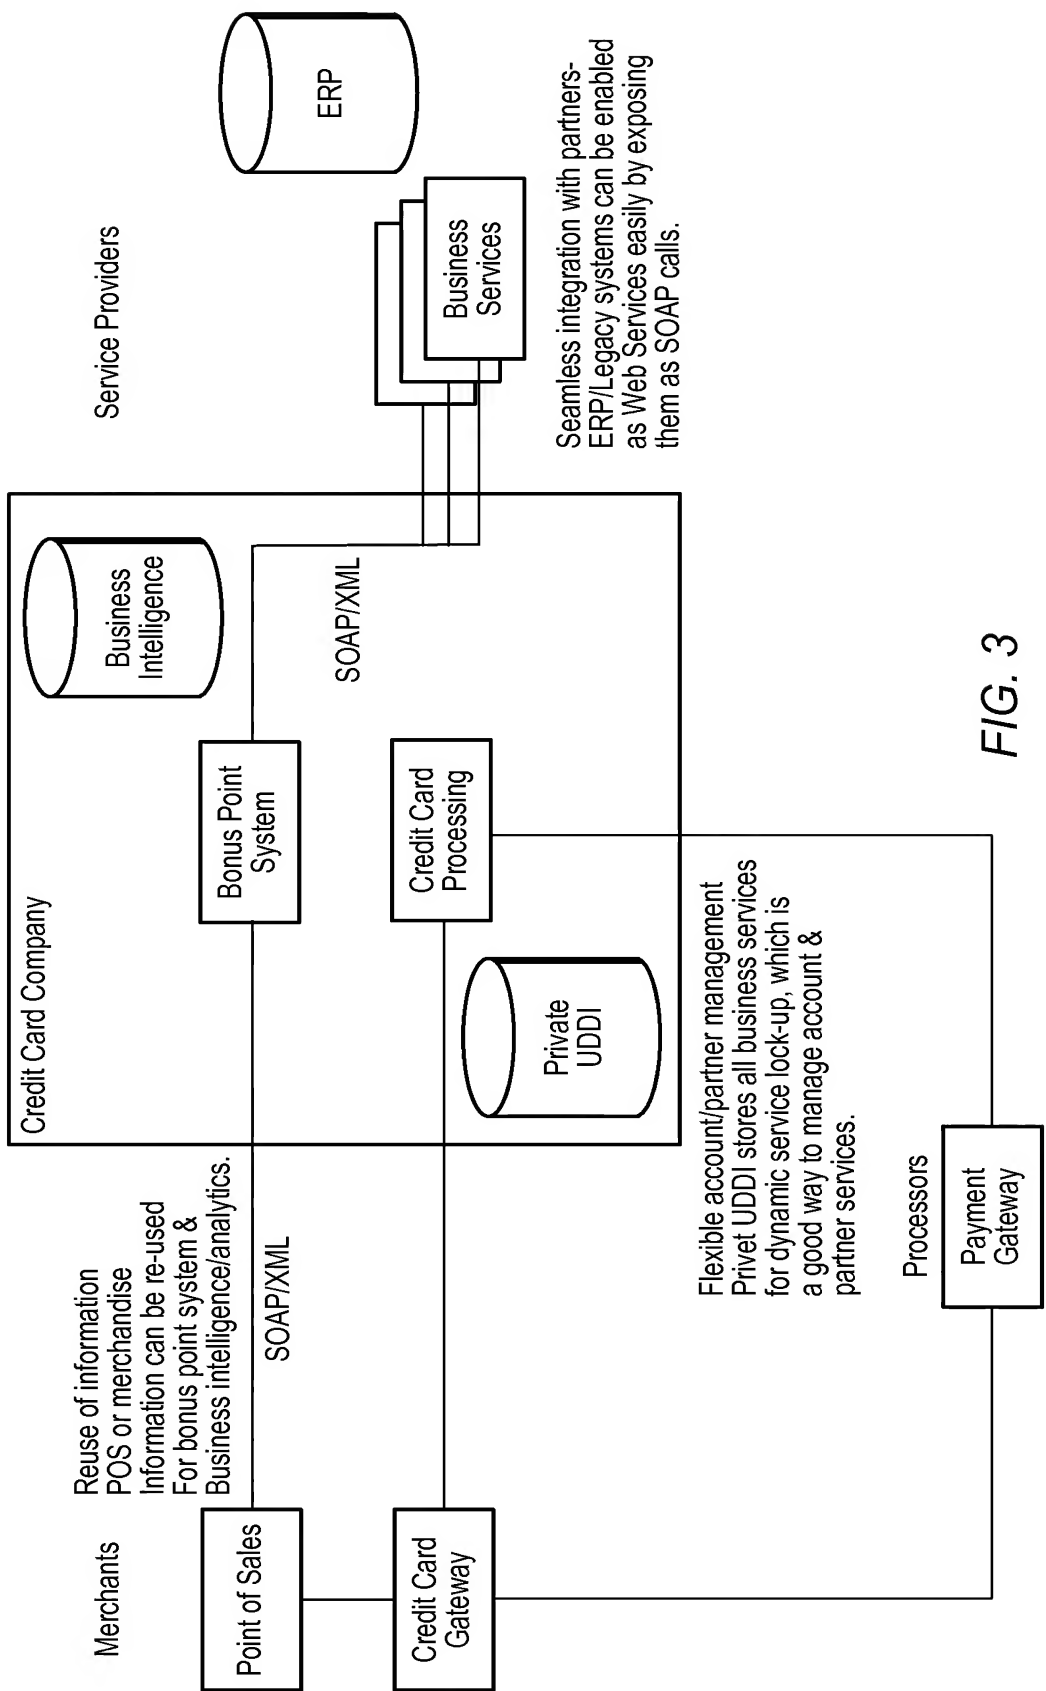 Merchants
Service Providers
Reuse of information
POS or merchandise
Information can be re-used
For bonus point system &
Business intelligence/analytics.
Credit Card Company
Point of Sales
SOAP/XML
Bonus Point
System
Business
Intelligence
SOAP/XML
ERP
Business
Services
Credit Card
Gateway
Private
UDDI
Credit Card
Processing
Seamless integration with partners-
ERP/Legacy systems can be enabled
as Web Services easily by exposing
them as SOAP calls.
Flexible account/partner management
Privet UDDI stores all business services
for dynamic service lock-up, which is
a good way to manage account &
partner services.
Processors
Payment
Gateway
FIG. 3